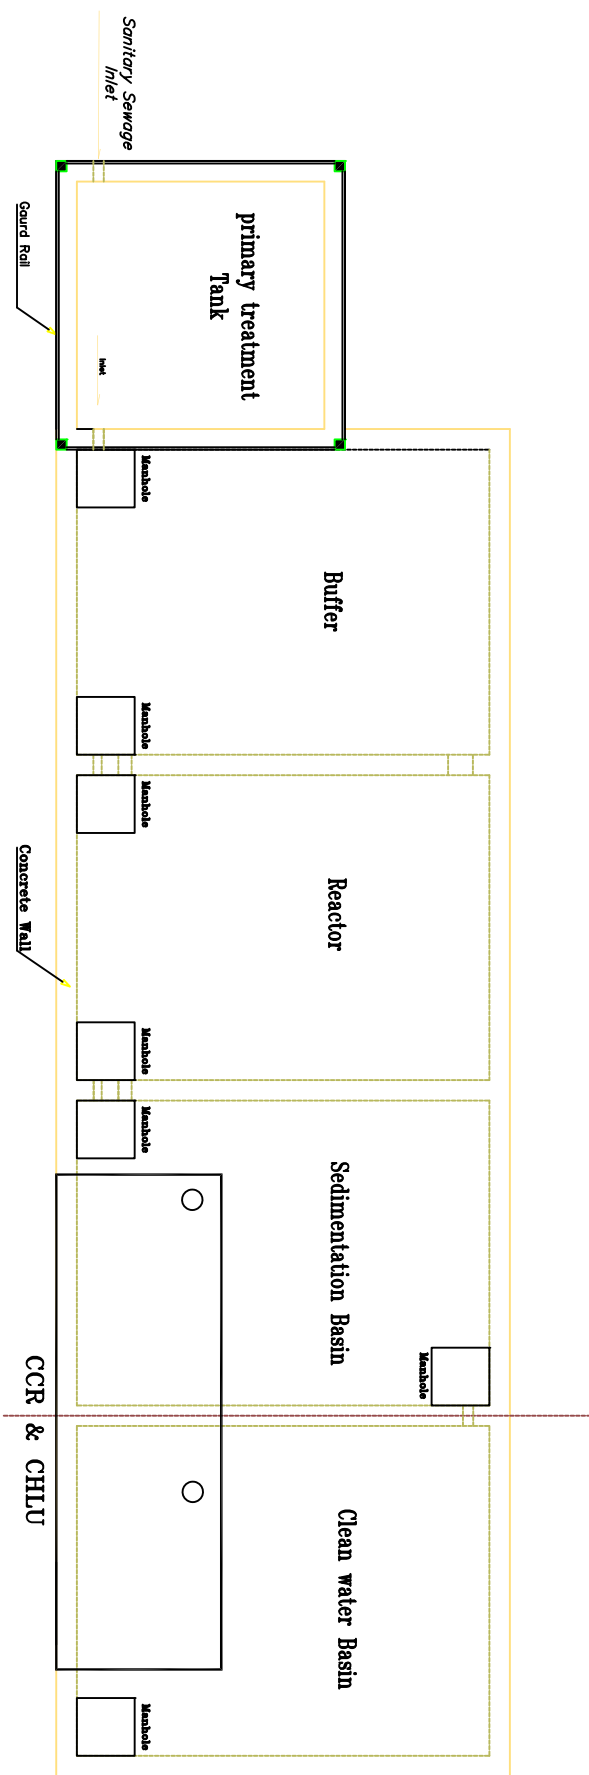 Sanitary Sewage
Inlet
Gaurd Rail
primary treatment
Tank
Inlet
Manhole
Buffer
Manhole
Manhole
Reactor
Concrete Wall
Manhole
Manhole
Sedimentation Basin
Manhole
CCR & CHLU
Clean water Basin
Manhole